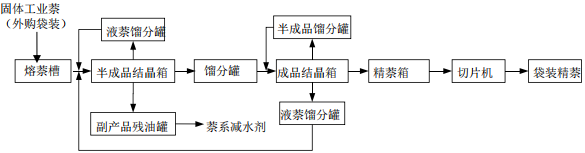 固体工业萘
（外购袋装）
液萘馏分罐
半成品馏分罐
熔萘槽
半成品结晶箱
馏分罐
成品结晶箱
精萘箱
切片机
袋装精萘
液萘馏分罐
副产品残油罐
萘系减水剂